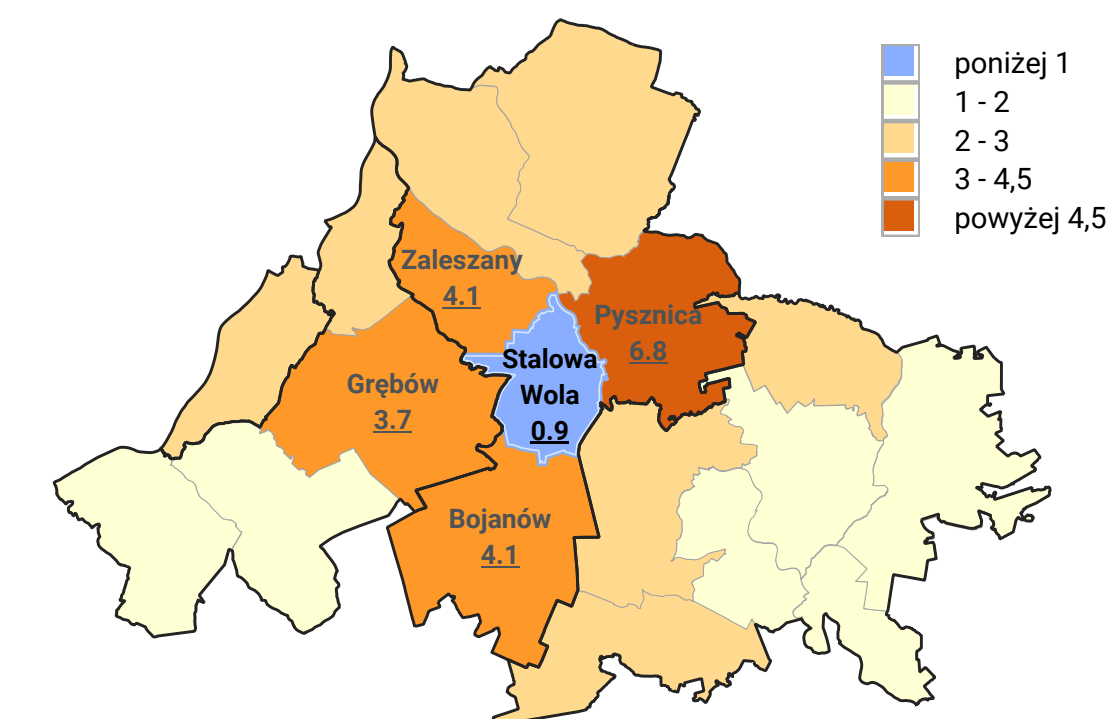 poniżej 1
1 - 2
2 - 3
3 - 4,5
powyżej 4,5
Zaleszany
4.1
Pysznica
6.8
Stalowa
Wola
0.9
Grębów
3.7
Bojanów
4.1